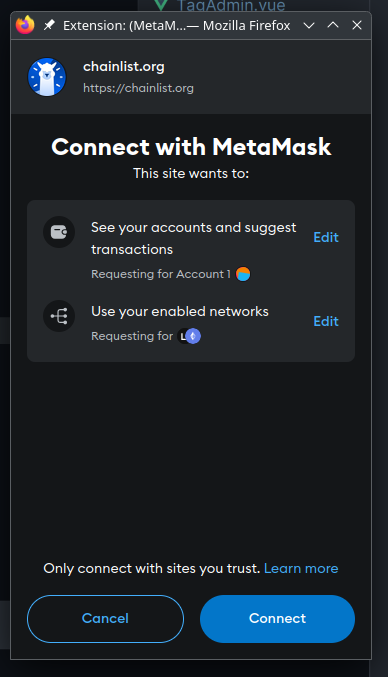 TagAdmin.vue
Extension: (MetaM...— Mozilla Firefox
chainlist.org
https://chainlist.org
Connect with MetaMask
This site wants to:
See your accounts and suggest
transactions
Edit
Requesting for Account 1
Use your enabled networks
Edit
Requesting for L
Only connect with sites you trust. Learn more
Cancel
Connect